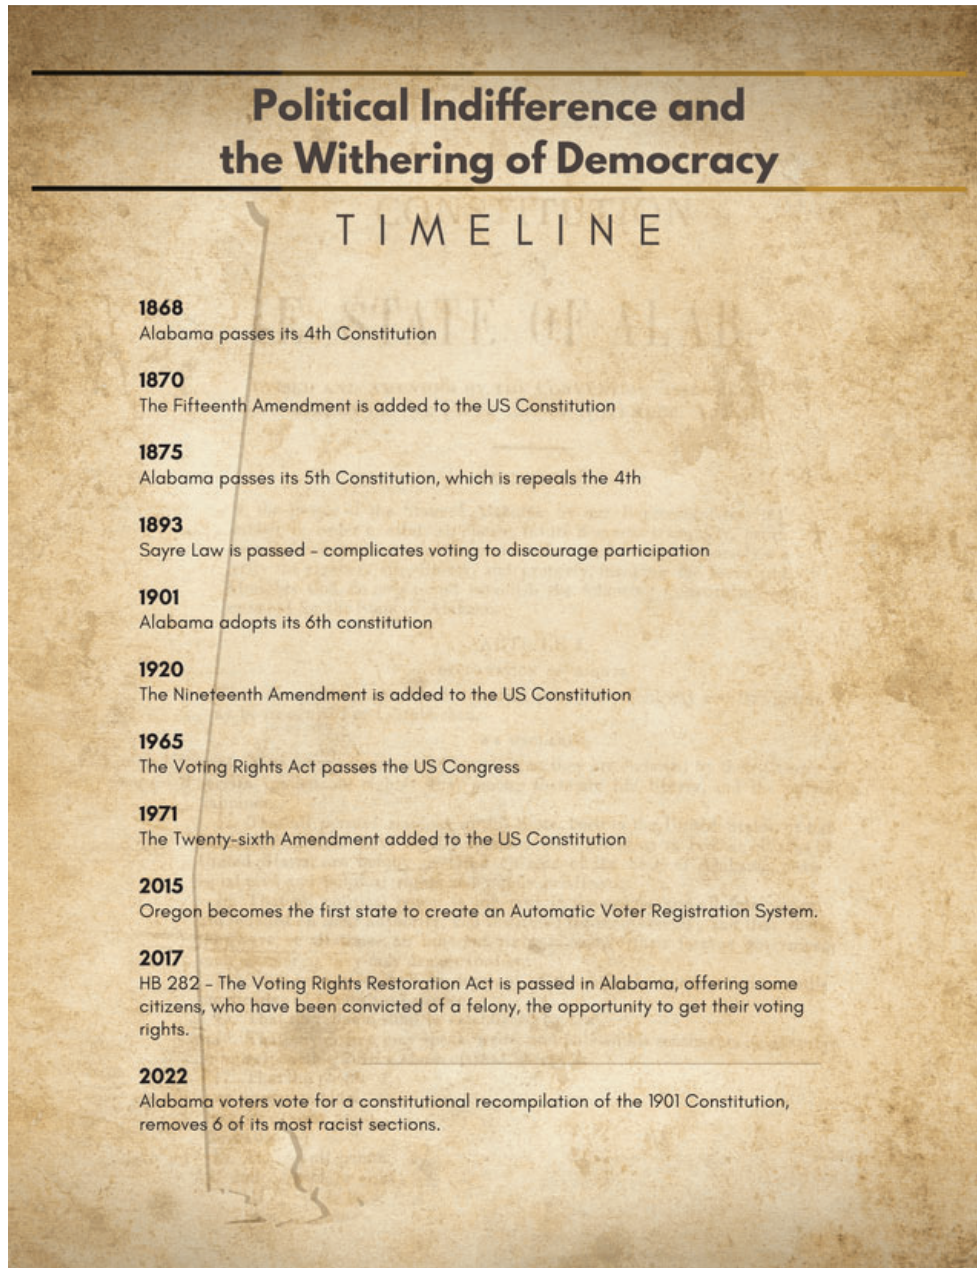 Political Indifference and
the Withering of Democracy
TIMELINE
1868
Alabama passes its 4th Constitution
1870
The Fifteenth Amendment is added to the US Constitution
1875
Alabama passes its 5th Constitution, which is repeals the 4th
1893
Sayre Law is passed – complicates voting to discourage participation
1901
Alabama adopts its 6th constitution
1920
The Nineteenth Amendment is added to the US Constitution
1965
The Voting Rights Act passes the US Congress
1971
The Twenty-sixth Amendment added to the US Constitution
2015
Oregon becomes the first state to create an Automatic Voter Registration System.
2017
HB 282 – The Voting Rights Restoration Act is passed in Alabama, offering some
citizens, who have been convicted of a felony, the opportunity to get their voting
rights.
2022
Alabama voters vote for a constitutional recompilation of the 1901 Constitution,
removes 6 of its most racist sections.